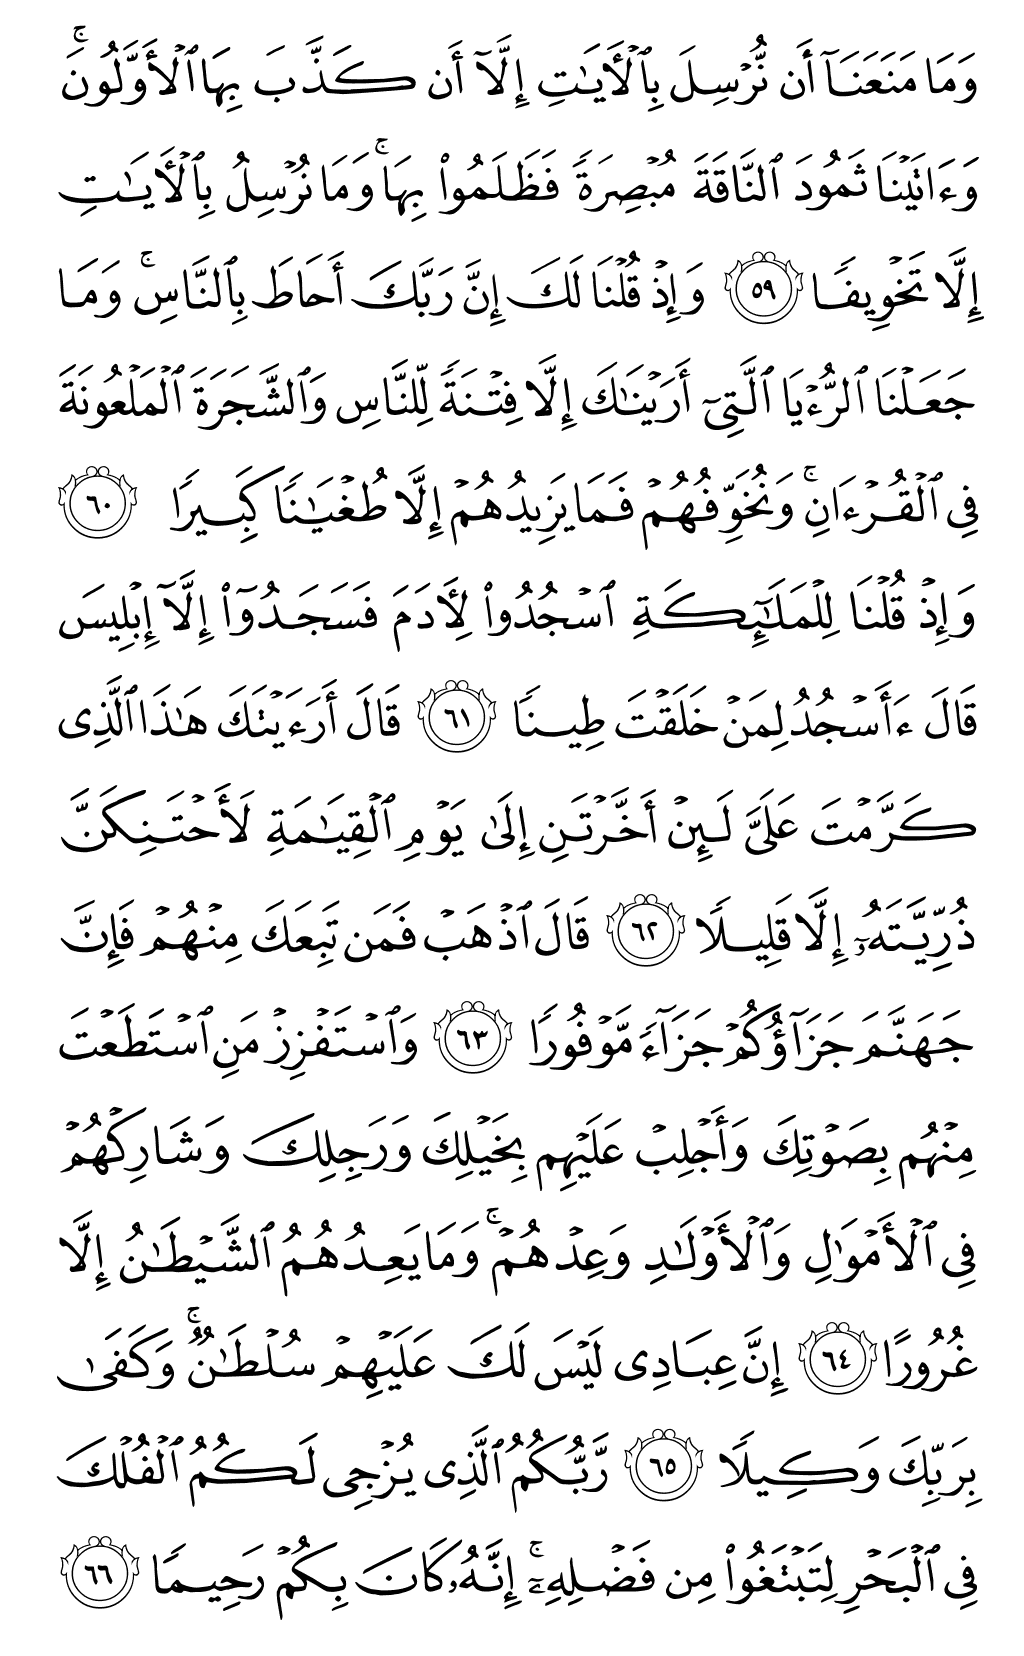 وَمَا مَنَعَنَآ أَن نُّرْسِلَ بِٱلْأَيَٰتِ إِلَّآ أَن كَذَّبَ بِهَا ٱلْأَوَّلُونَۚ
وَءَاتَيْنَا ثَمُودَ ٱلنَّاقَةَ مُبْصِرَةً فَظَلَمُوا۟ بِهَاۚ وَمَا نُرْسِلُ بِٱلْأَيَٰتِ
إِلَّا تَخْوِيفًا ٥٩ وَإِذْ قُلْنَا لَكَ إِنَّ رَبَّكَ أَحَاطَ بِٱلنَّاسِۚ وَمَا
جَعَلْنَا ٱلرُّءْيَا ٱلَّتِىٓ أَرَيْنَٰكَ إِلَّا فِتْنَةً لِّلنَّاسِ وَٱلشَّجَرَةَ ٱلْمَلْعُونَةَ
فِى ٱلْقُرْءَانِۚ وَنُخَوِّفُهُمْ فَمَا يَزِيدُهُمْ إِلَّا طُغْيَٰنًا كَبِيرًا ٦٠
وَإِذْ قُلْنَا لِلْمَلَٰٓئِكَةِ ٱسْجُدُوا۟ لِأَدَمَ فَسَجَدُوٓا۟ إِلَّآ إِبْلِيسَ
قَالَ ءَأَسْجُدُ لِمَنْ خَلَقْتَ طِينًا ٦١ قَالَ أَرَءَيْتَكَ هَٰذَا ٱلَّذِى
كَرَّمْتَ عَلَىَّ لَئِنْ أَخَّرْتَنِ إِلَىٰ يَوْمِ ٱلْقِيَٰمَةِ لَأَحْتَنِكَنَّ
ذُرِّيَّتَهُۥٓ إِلَّا قَلِيلًا ٦٢ قَالَ ٱذْهَبْ فَمَن تَبِعَكَ مِنْهُمْ فَإِنَّ
جَهَنَّمَ جَزَآؤُكُمْ جَزَآءً مَّوْفُورًا ٦٣ وَٱسْتَفْزِزْ مَنِ ٱسْتَطَعْتَ
مِنْهُم بِصَوْتِكَ وَأَجْلِبْ عَلَيْهِم بِخَيْلِكَ وَرَجِلِكَ وَشَارِكْهُمْ
فِى ٱلْأَمْوَٰلِ وَٱلْأَوْلَٰدِ وَعِدْهُمْۚ وَمَا يَعِدُهُمُ ٱلشَّيْطَٰنُ إِلَّا
غُرُورًا ٦٤ إِنَّ عِبَادِى لَيْسَ لَكَ عَلَيْهِمْ سُلْطَٰنٌۚ وَكَفَىٰ
بِرَبِّكَ وَكِيلًا ٦٥ رَّبُّكُمُ ٱلَّذِى يُزْجِى لَكُمُ ٱلْفُلْكَ
فِى ٱلْبَحْرِ لِتَبْتَغُوا۟ مِن فَضْلِهِۦٓۚ إِنَّهُۥ كَانَ بِكُمْ رَحِيمًا ٦٦